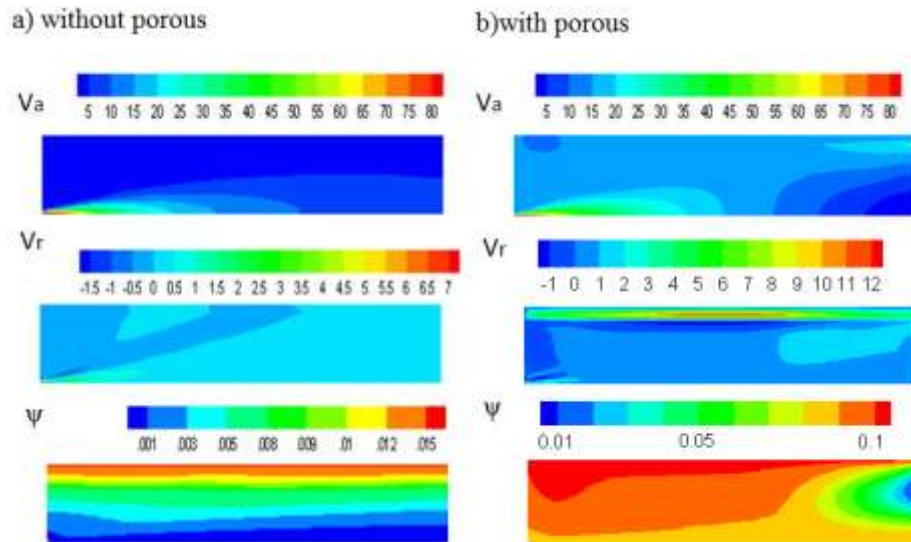 a) without porous
b)with porous
Va
5 10 15 20 25 30 35 40 45 50 55 60 65 70 75 80
Va
5 10 15 20 25 30 35 40 45 50 55 60 65 70 75 80
Vr
-1.5 -1 -0.5 0 0.5 1 1.5 2 2.5 3 3.5 4 4.5 5 5.5 6 6.5 7
Vr
-1 0 1 2 3 4 5 6 7 8 9 10 11 12
ψ
.001 .003 .005 .008 .009 .01 .012 .015
ψ
0.01 0.05 0.1